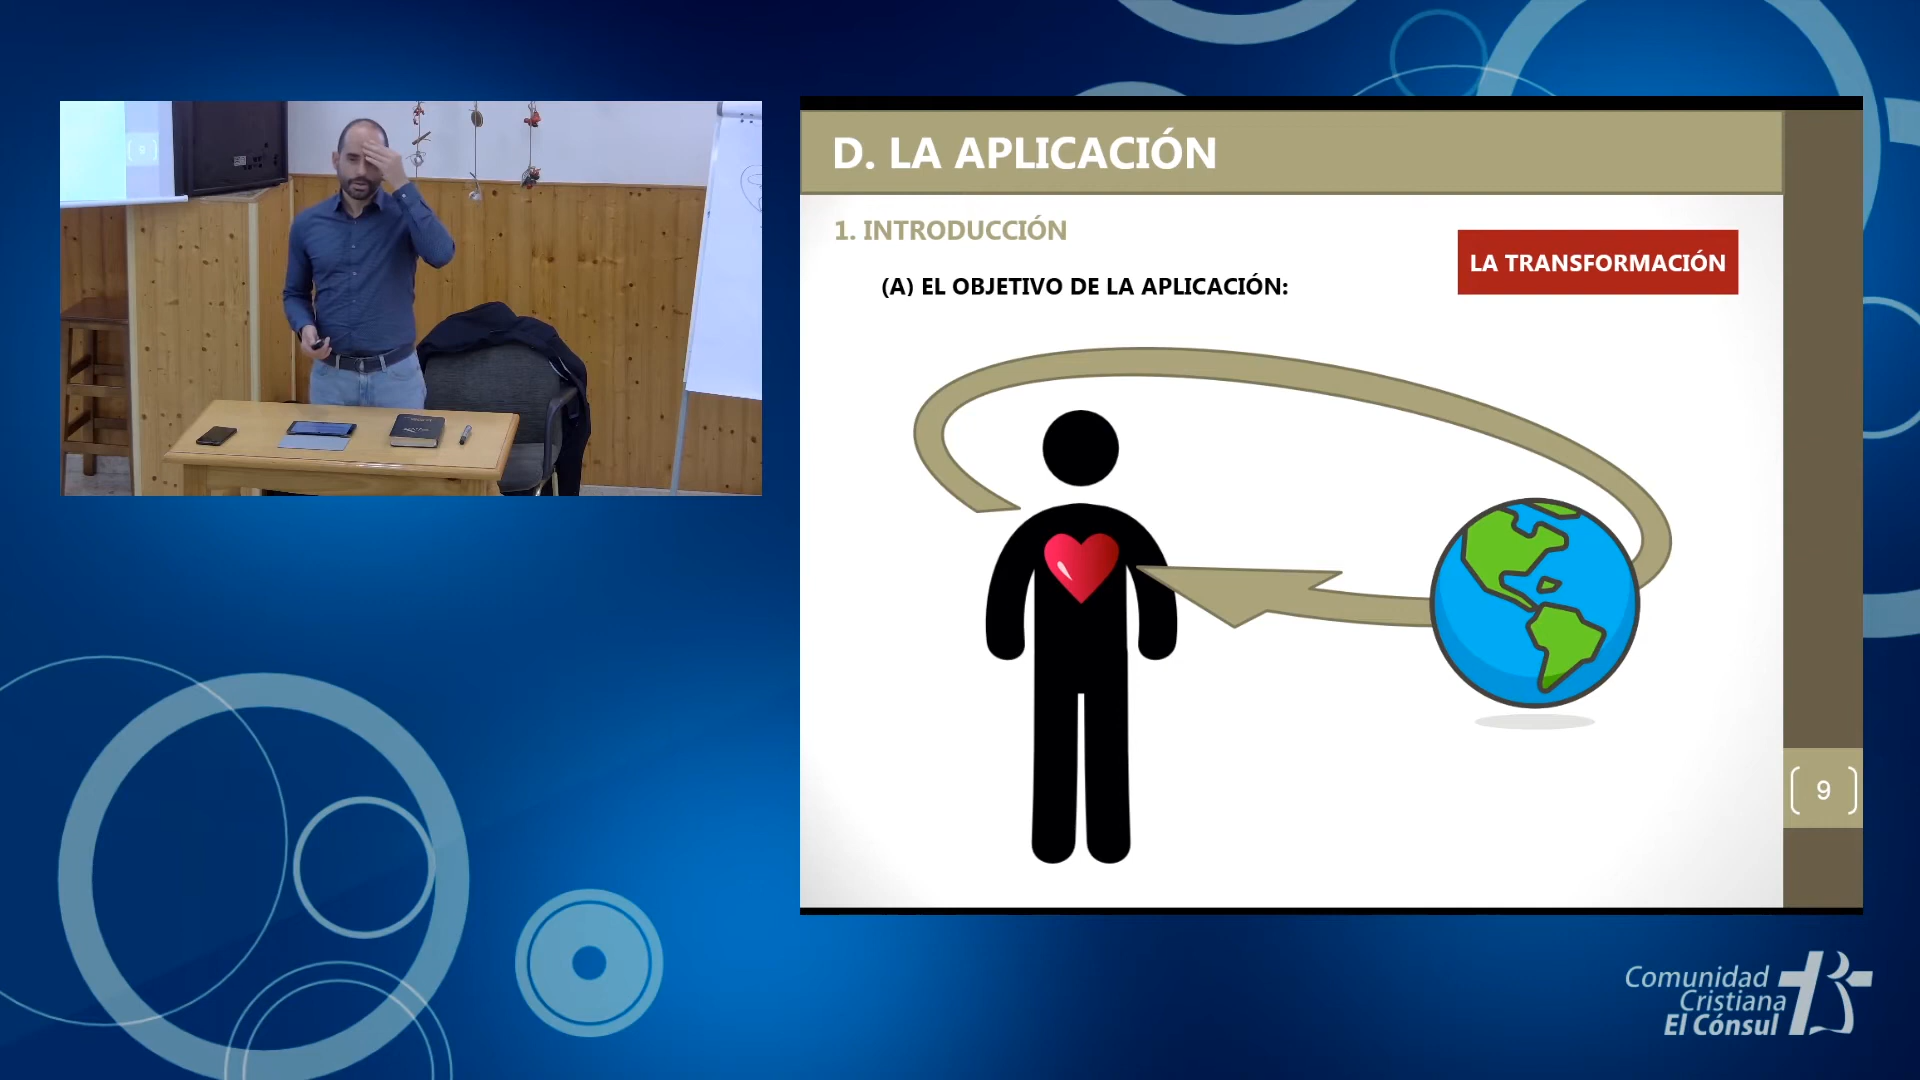 D. LA APLICACIÓN
1. INTRODUCCIÓN
LA TRANSFORMACIÓN
(A) EL OBJETIVO DE LA APLICACIÓN:
9
Comunidad
Cristiana
El Cónsul